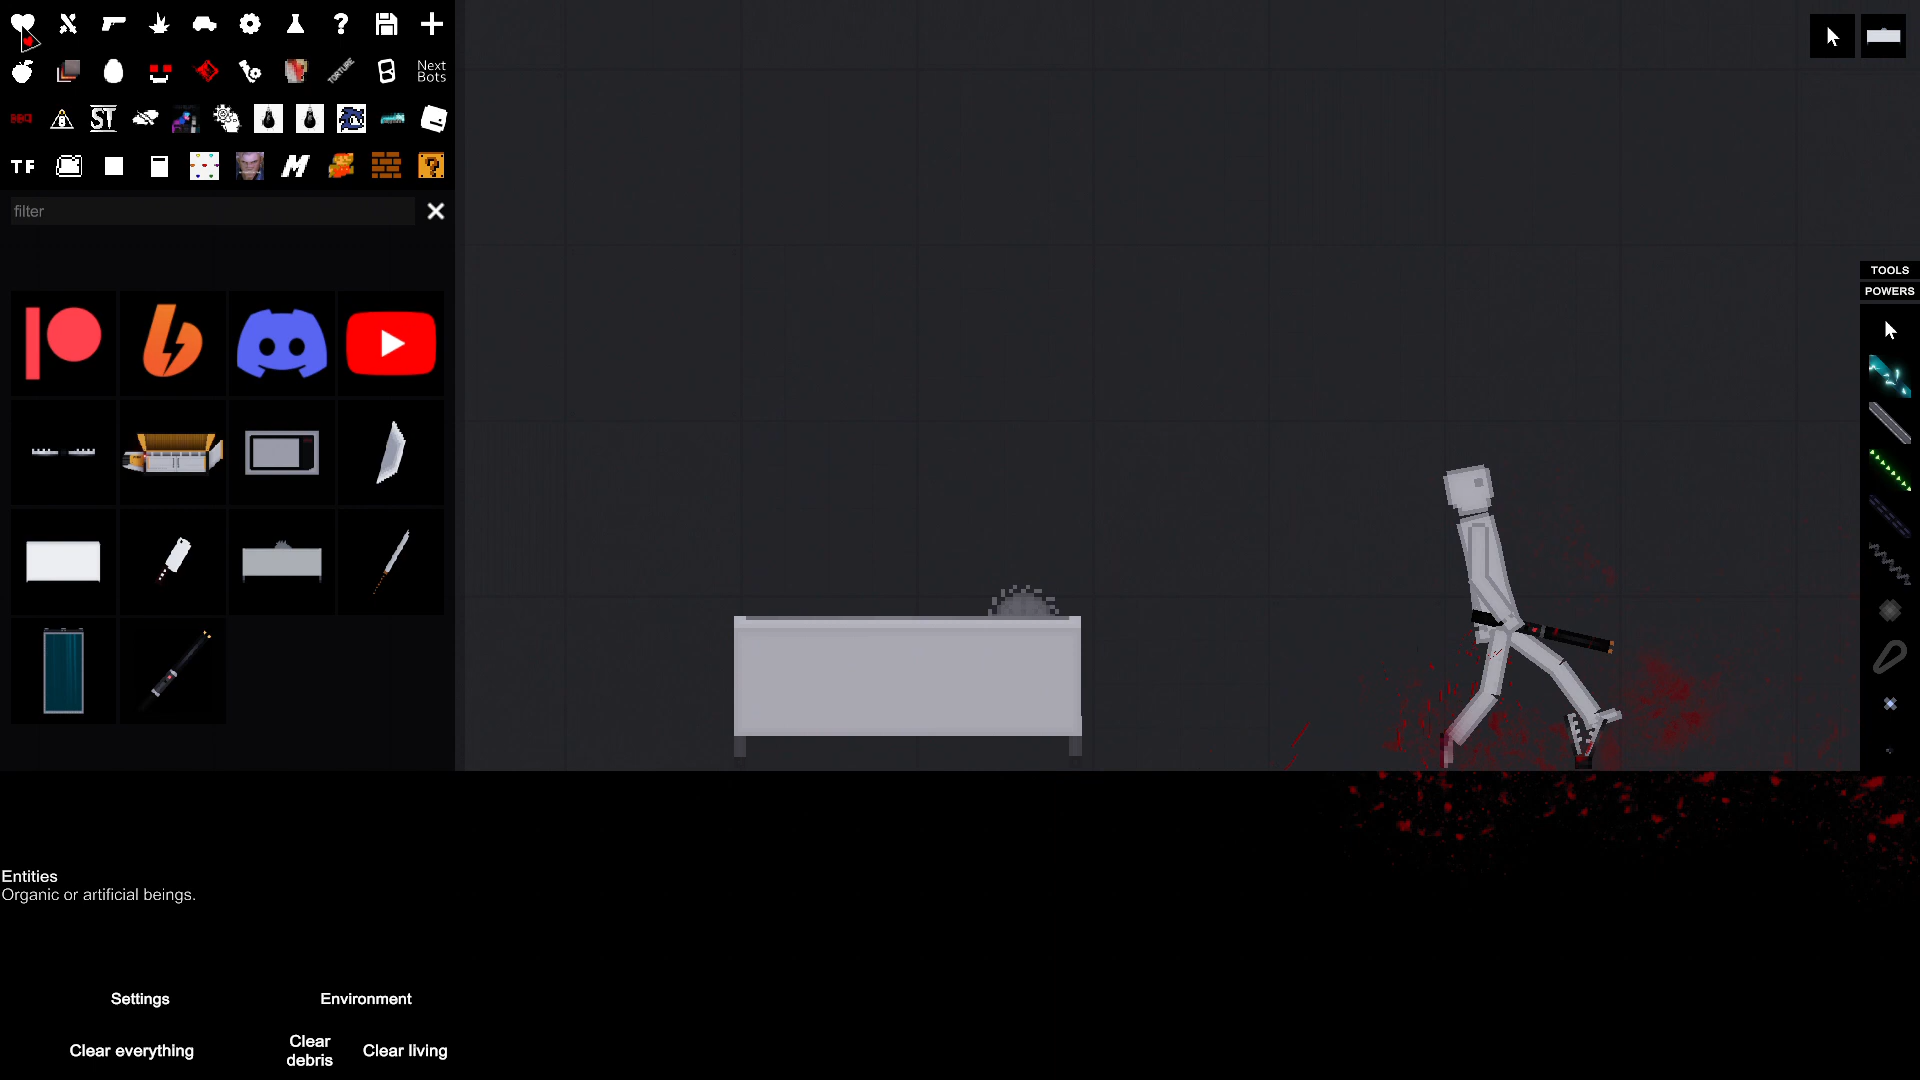 TORTURE
Next
Bots
ST
TF
M
filter
TOOLS
POWERS
Entities
Organic or artificial beings.
Settings
Environment
Clear everything
Clear
debris
Clear living